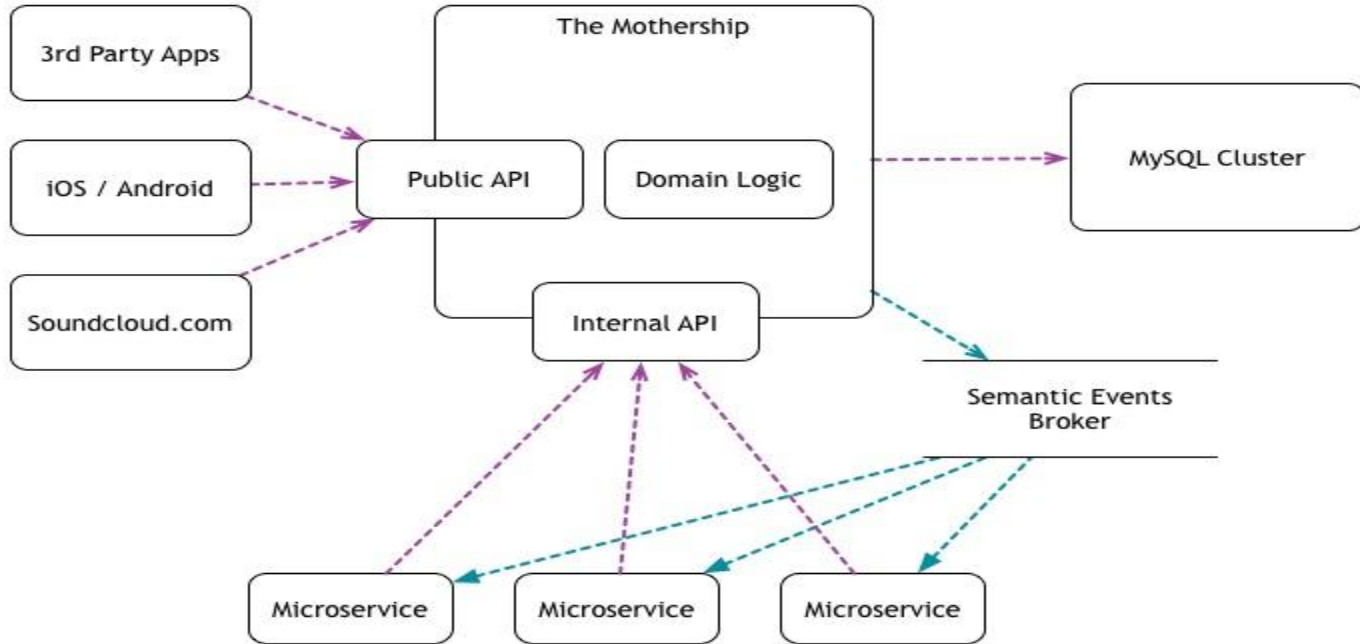 The Mothership
3rd Party Apps
iOS / Android
Soundcloud.com
Public API
Domain Logic
MySQL Cluster
Internal API
Semantic Events
Broker
Microservice
Microservice
Microservice